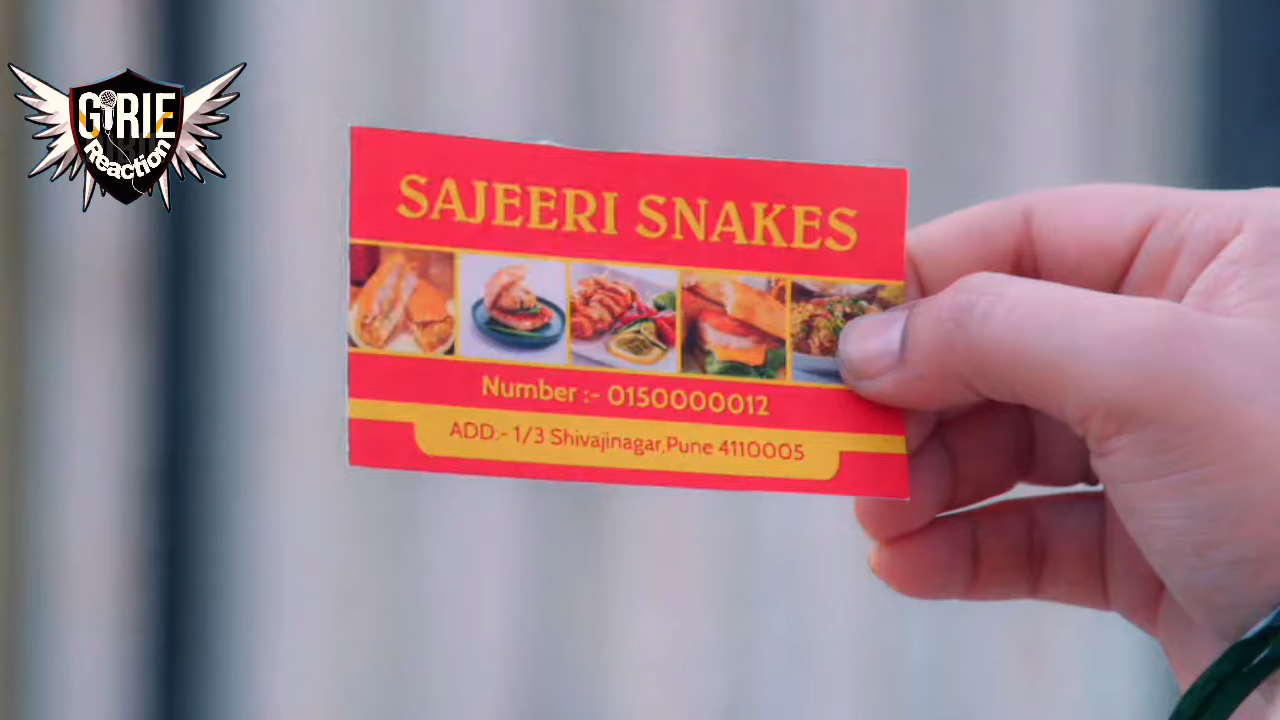 GIRIE
Reaction
SAJEERI SNAKES
Number :- 0150000012
ADD:- 1/3 Shivajinagar,Pune 4110005